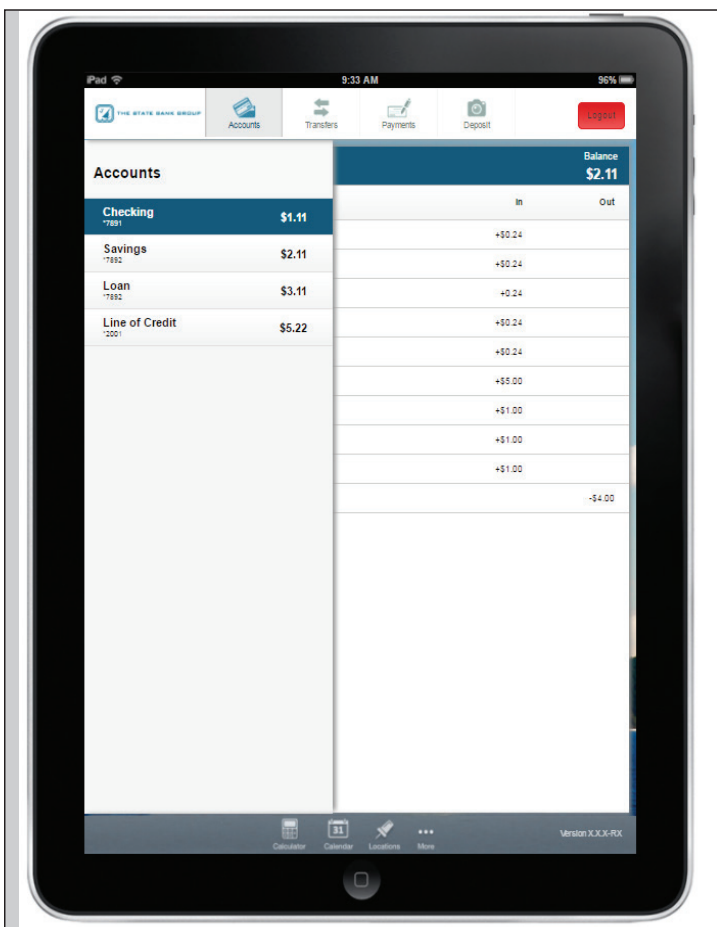 iPad 9:33 AM 96%
THE STATE BANK GROUP
Accounts Transfers Payments Deposit Logout
Accounts
Balance
$2.11
In Out
Checking $1.11
*7891
Savings $2.11
*7892
Loan $3.11
*7892
Line of Credit $5.22
*2001
+$0.24
+$0.24
+0.24
+$0.24
+$0.24
+$5.00
+$1.00
+$1.00
+$1.00
-$4.00
31
Calculator Calendar Locations More
Version X.X.X-RX